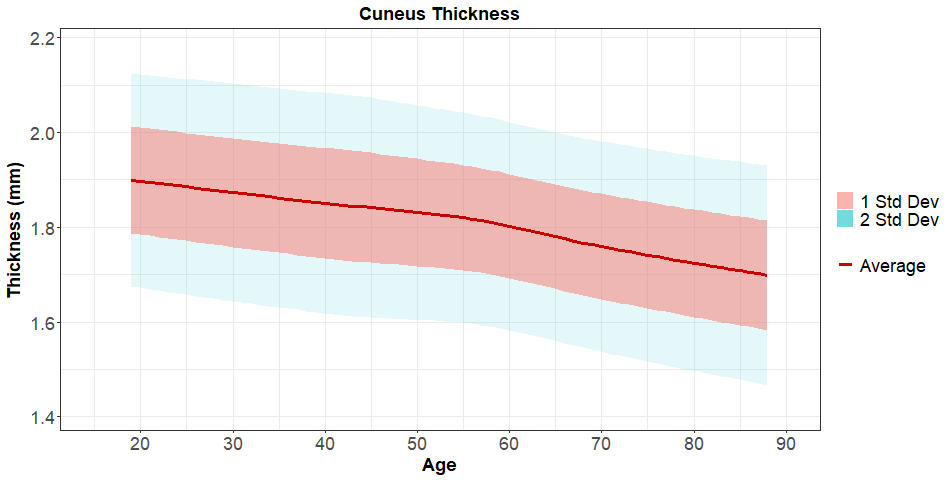 Cuneus Thickness
Thickness (mm)
2.2
2.0
1.8
1.6
1.4
20 30 40 50 60 70 80 90
Age
1 Std Dev
2 Std Dev
Average